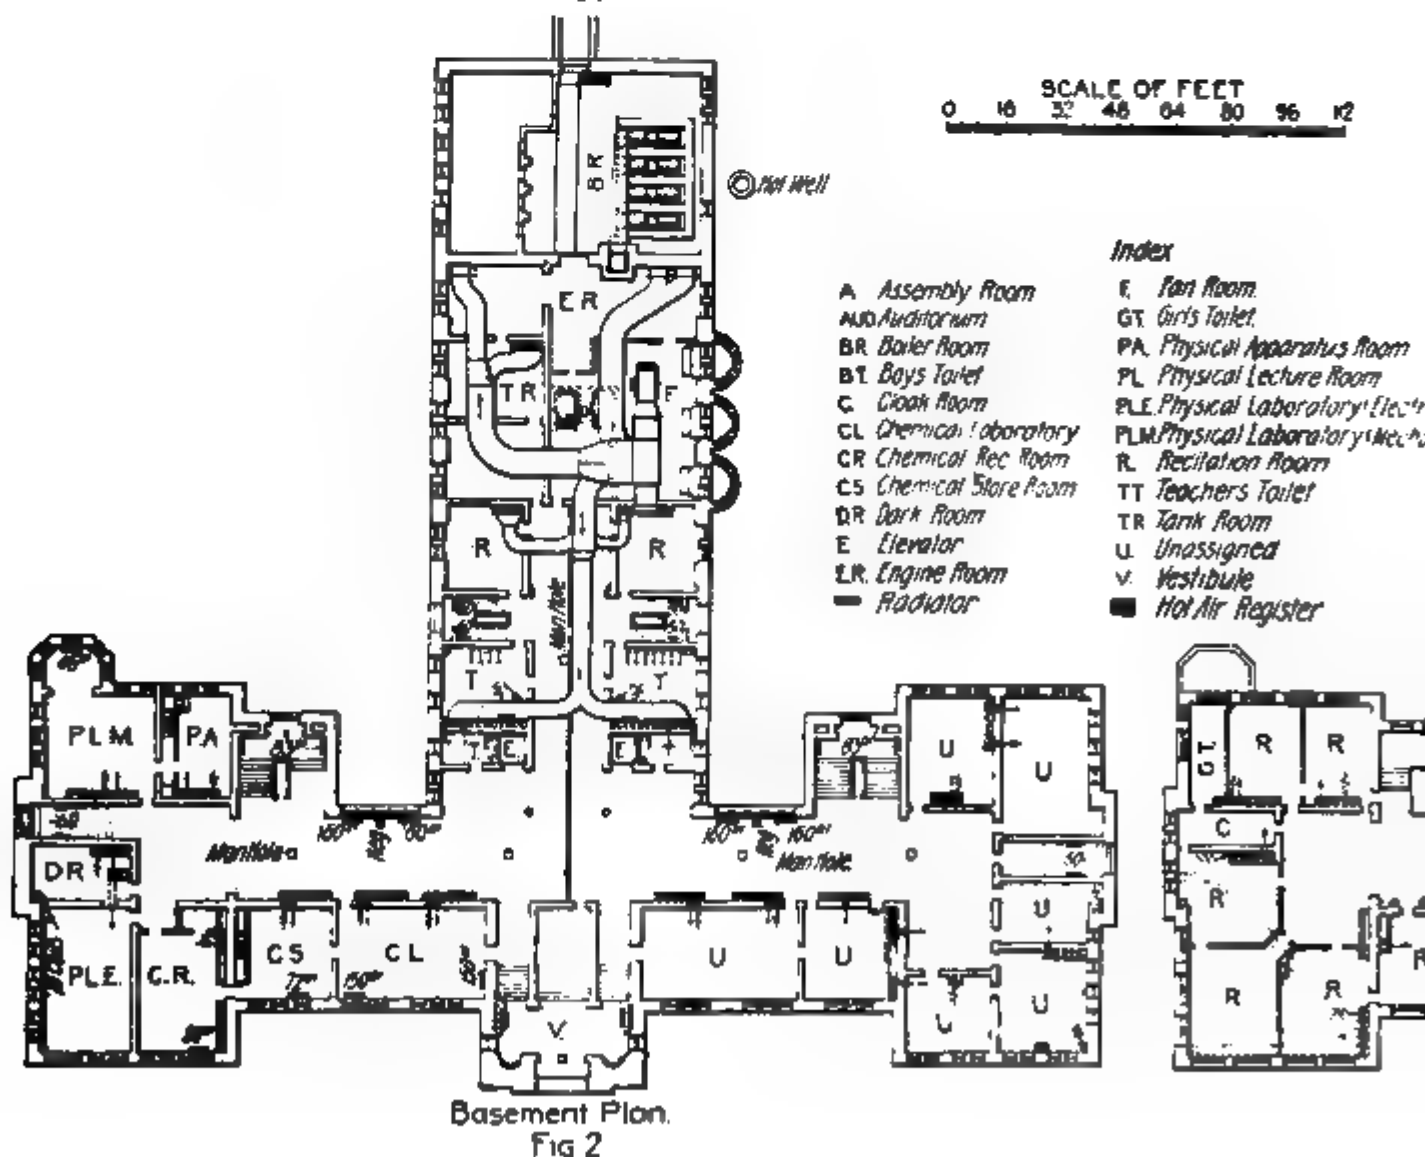 SCALE OF FEET
0 16 32 48 64 80 96 112
Hot Well
BR
Index
A Assembly Room
AUD Auditorium
BR Boiler Room
BT. Boys Toilet
C Cloak Room
CL Chemical Laboratory
CR Chemical Rec Room
CS Chemical Store Room
DR Dark Room
E Elevator
ER. Engine Room
Radiator
F. Fan Room.
GT. Girls Toilet.
PA. Physical Apparatus Room
PL Physical Lecture Room
PLE Physical Laboratory (Electr
PLM Physical Laboratory (Mecha
R. Recitation Room
TT Teachers Toilet
TR Tank Room
U. Unassigned
V. Vestibule
Hot Air Register
ER
TR
F
R
R
Man Hole
T
T
E
E
PLM.
PA
U
U
GT.
R
R
160
160
160
Man Hole
Man Hole.
C
DR
U
R
PLE.
C.R.
CS
CL
U
U
U
U
R
R
R
V.
Basement Plan.
Fig 2